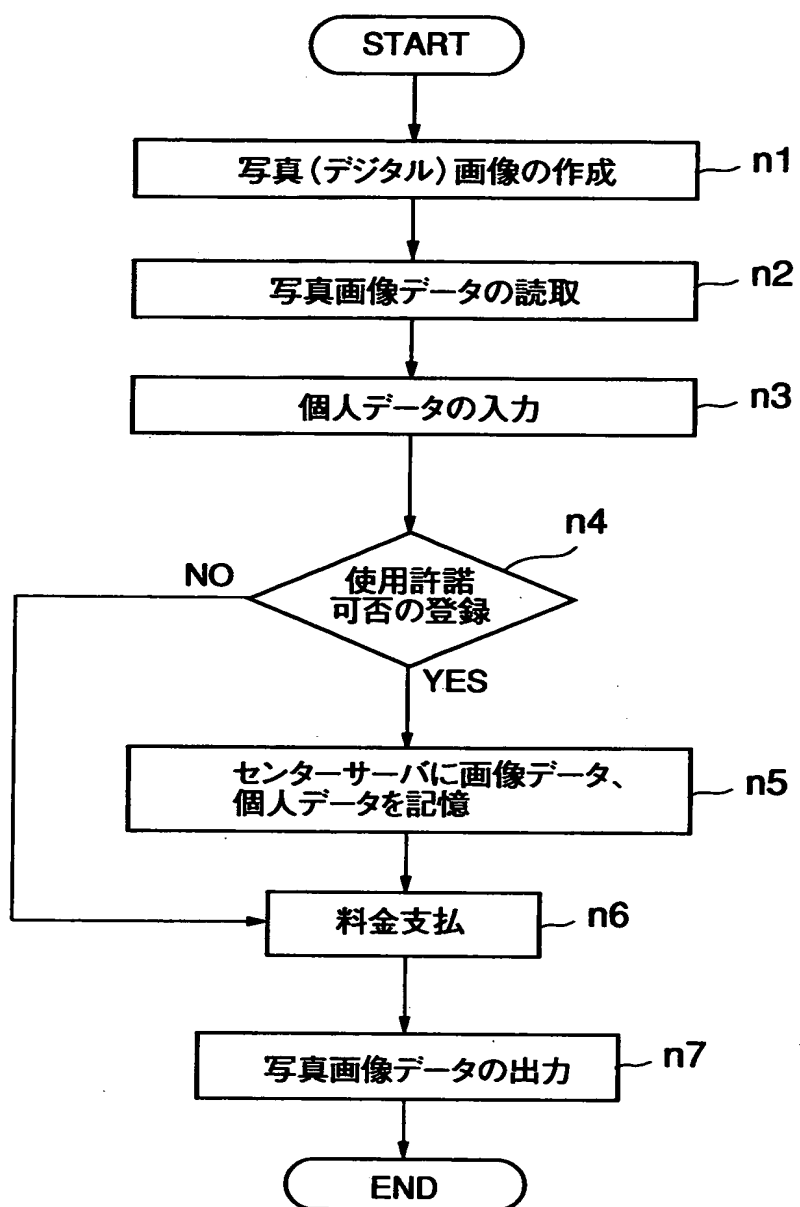 START
写真(デジタル)画像の作成
n1
写真画像データの読取
n2
個人データの入力
n3
n4
使用許諾
可否の登録
NO
YES
センターサーバに画像データ、
個人データを記憶
n5
料金支払
n6
写真画像データの出力
n7
END